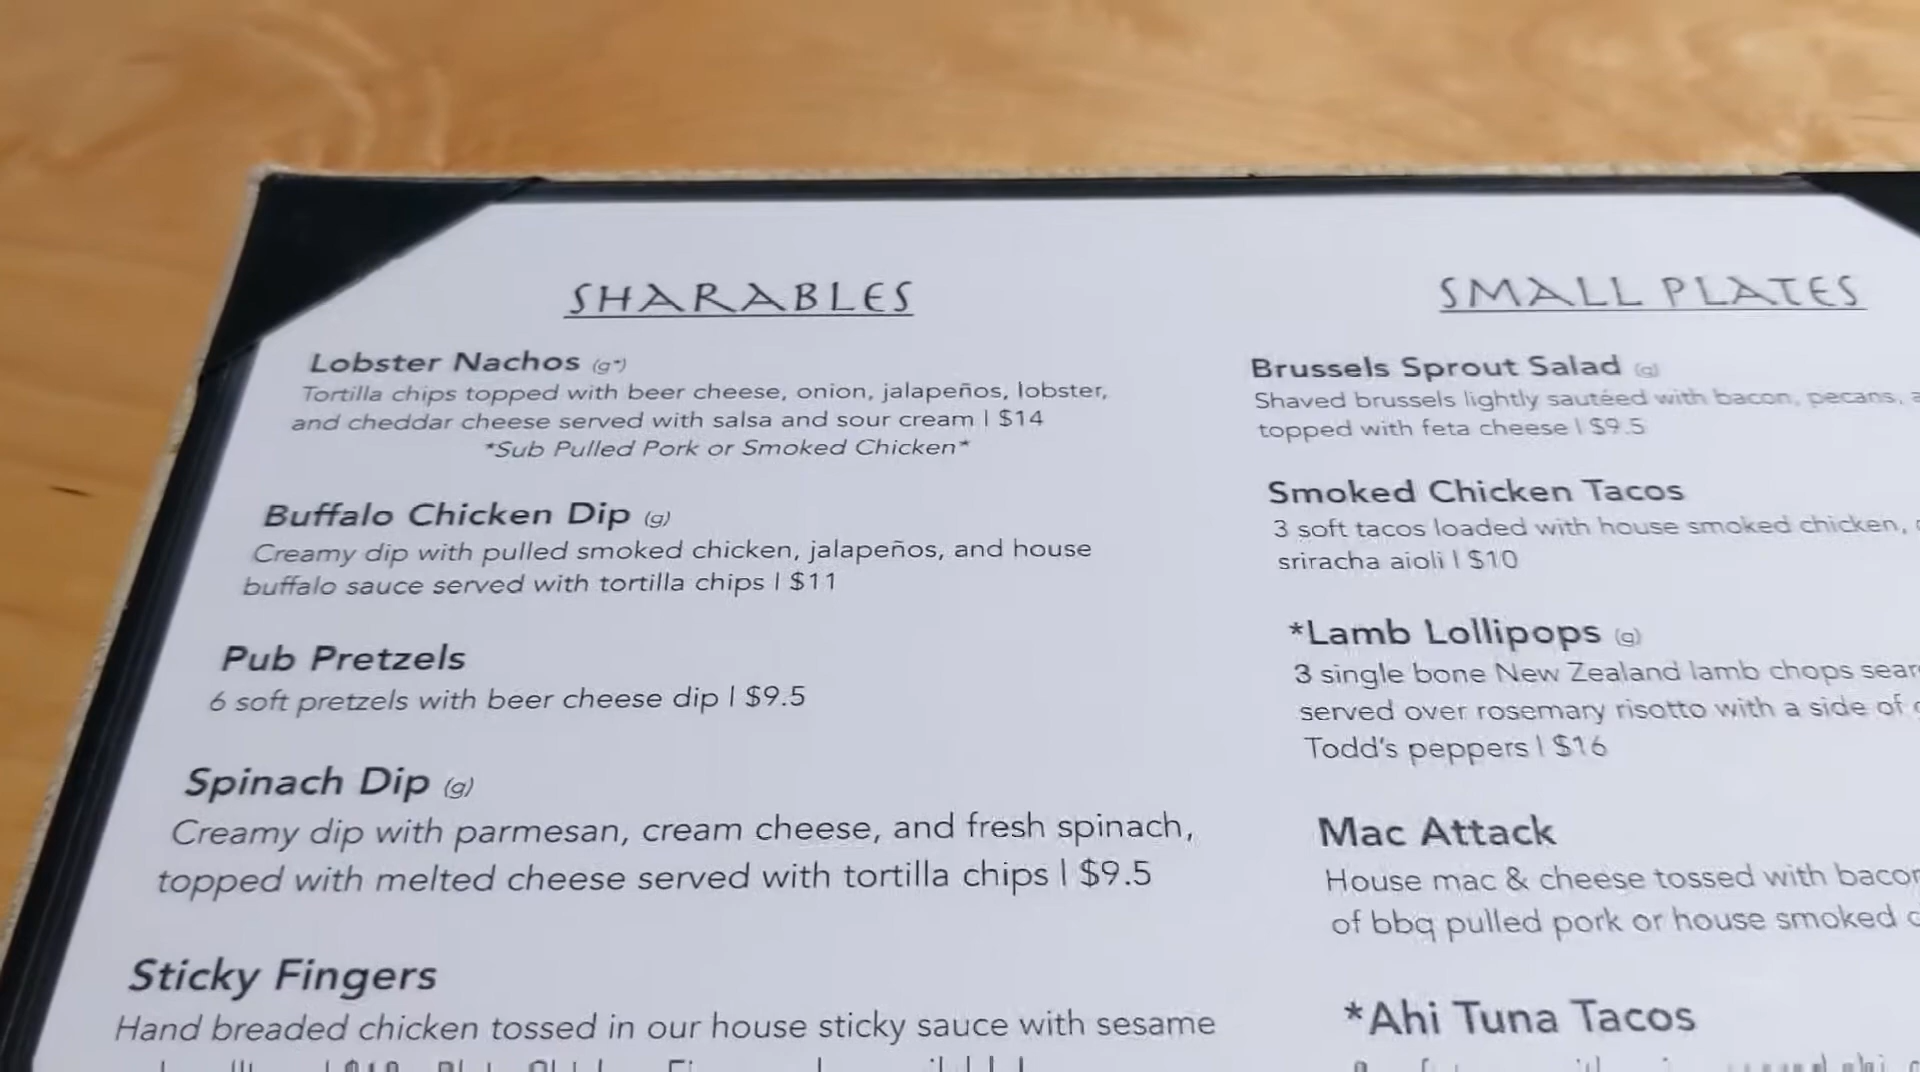 SHARABLES
Lobster Nachos (g*)
Tortilla chips topped with beer cheese, onion, jalapeños, lobster,
and cheddar cheese served with salsa and sour cream | $14
*Sub Pulled Pork or Smoked Chicken*
Buffalo Chicken Dip (g)
Creamy dip with pulled smoked chicken, jalapeños, and house
buffalo sauce served with tortilla chips | $11
Pub Pretzels
6 soft pretzels with beer cheese dip | $9.5
Spinach Dip (g)
Creamy dip with parmesan, cream cheese, and fresh spinach,
topped with melted cheese served with tortilla chips | $9.5
Sticky Fingers
Hand breaded chicken tossed in our house sticky sauce with sesame
SMALL PLATES
Brussels Sprout Salad (g)
Shaved brussels lightly sautéed with bacon, pecans,
topped with feta cheese | $9.5
Smoked Chicken Tacos
3 soft tacos loaded with house smoked chicken,
sriracha aioli | $10
*Lamb Lollipops (g)
3 single bone New Zealand lamb chops
served over rosemary risotto with a side of
Todd's peppers | $16
Mac Attack
House mac & cheese tossed with
of bbq pulled pork or house smoked
*Ahi Tuna Tacos